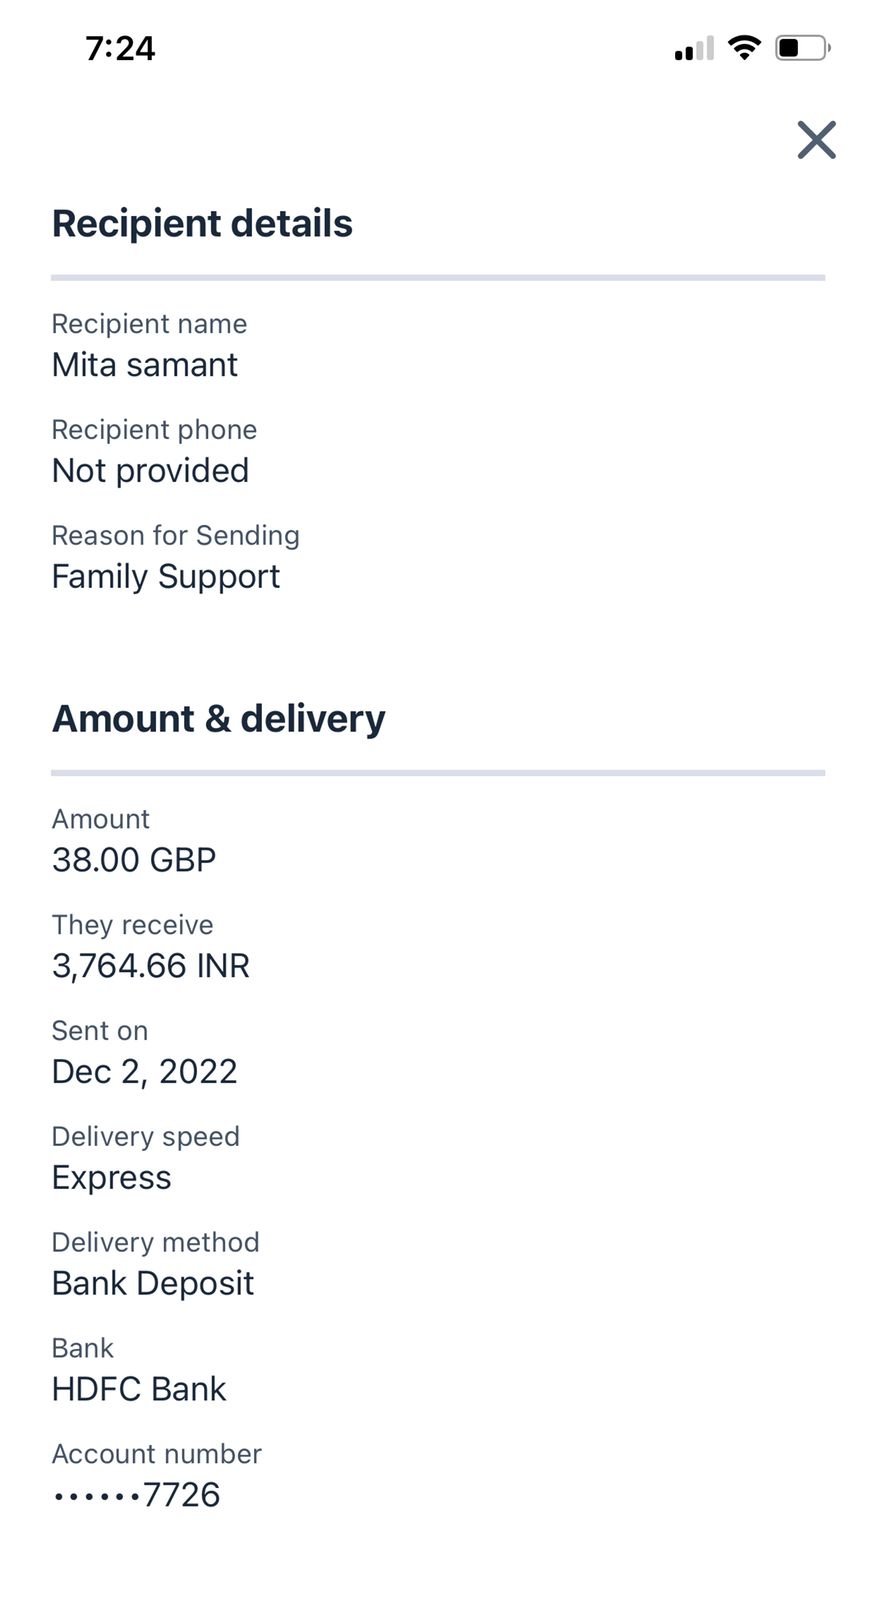 7:24
Recipient details
Recipient name
Mita samant
Recipient phone
Not provided
Reason for Sending
Family Support
Amount & delivery
Amount
38.00 GBP
They receive
3,764.66 INR
Sent on
Dec 2, 2022
Delivery speed
Express
Delivery method
Bank Deposit
Bank
HDFC Bank
Account number
••••••7726